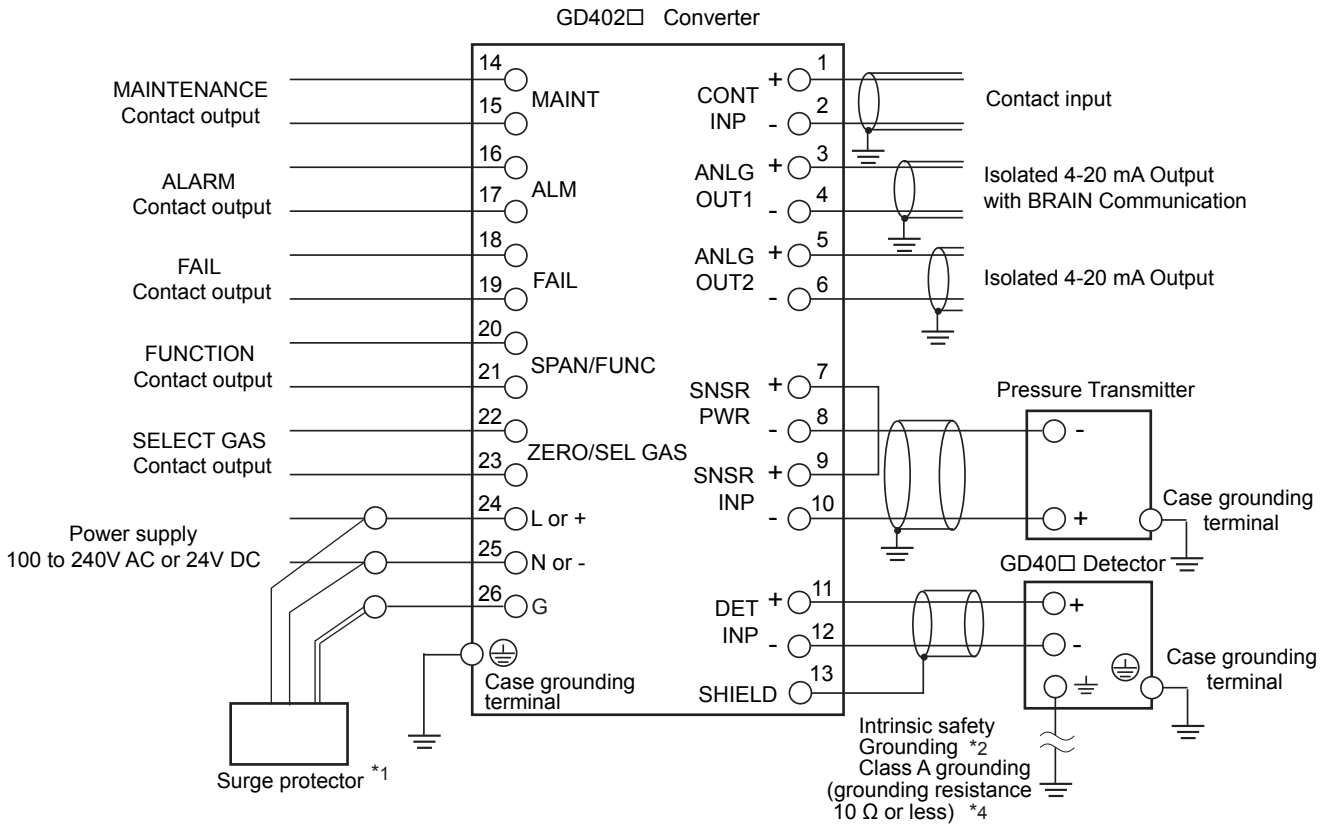 GD402□ Converter
MAINTENANCE
Contact output
ALARM
Contact output
FAIL
Contact output
FUNCTION
Contact output
SELECT GAS
Contact output
Power supply
100 to 240V AC or 24V DC
Surge protector *1
14
15
MAINT
16
17
ALM
18
19
FAIL
20
21
SPAN/FUNC
22
23
ZERO/SEL GAS
24
L or +
25
N or -
26
G
Case grounding
terminal
CONT
INP
+
1
-
2
ANLG
OUT1
+
3
-
4
ANLG
OUT2
+
5
-
6
SNSR
PWR
+
7
-
8
SNSR
INP
+
9
-
10
DET
INP
+
11
-
12
SHIELD
13
Contact input
Isolated 4-20 mA Output
with BRAIN Communication
Isolated 4-20 mA Output
Pressure Transmitter
-
+
Case grounding
terminal
GD40□ Detector
+
-
Case grounding
terminal
Intrinsic safety
Grounding *2
Class A grounding
(grounding resistance
10 Ω or less) *4